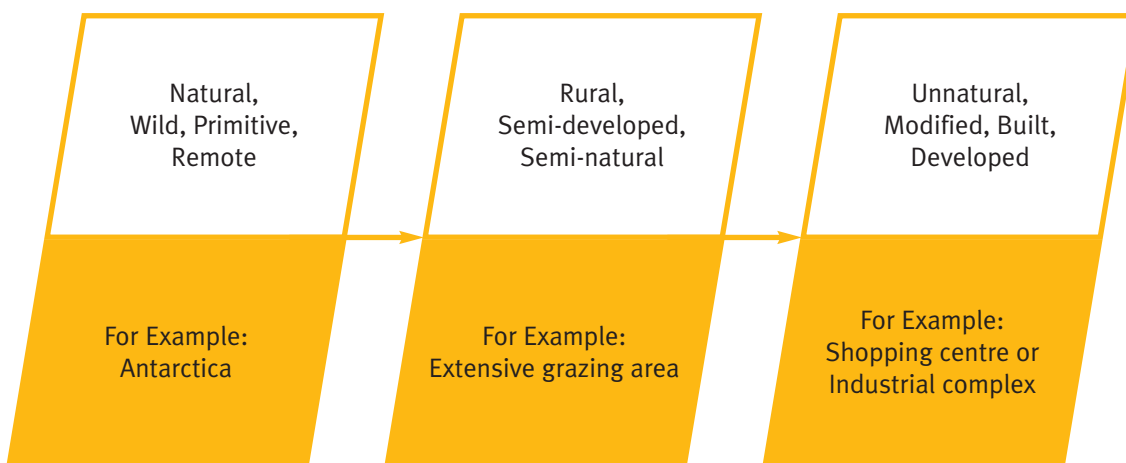 Natural,
Wild, Primitive,
Remote
For Example:
Antarctica
Rural,
Semi-developed,
Semi-natural
For Example:
Extensive grazing area
Unnatural,
Modified, Built,
Developed
For Example:
Shopping centre or
Industrial complex